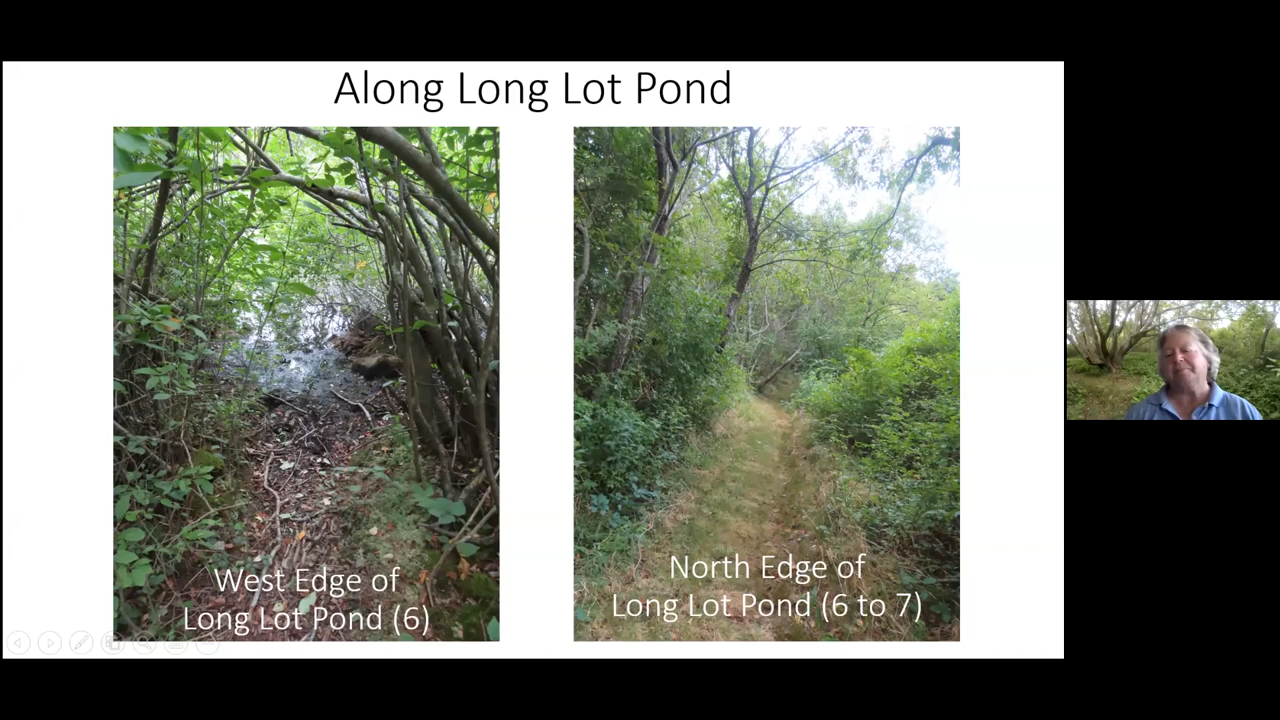 Along Long Lot Pond
West Edge of
Long Lot Pond (6)
North Edge of
Long Lot Pond (6 to 7)